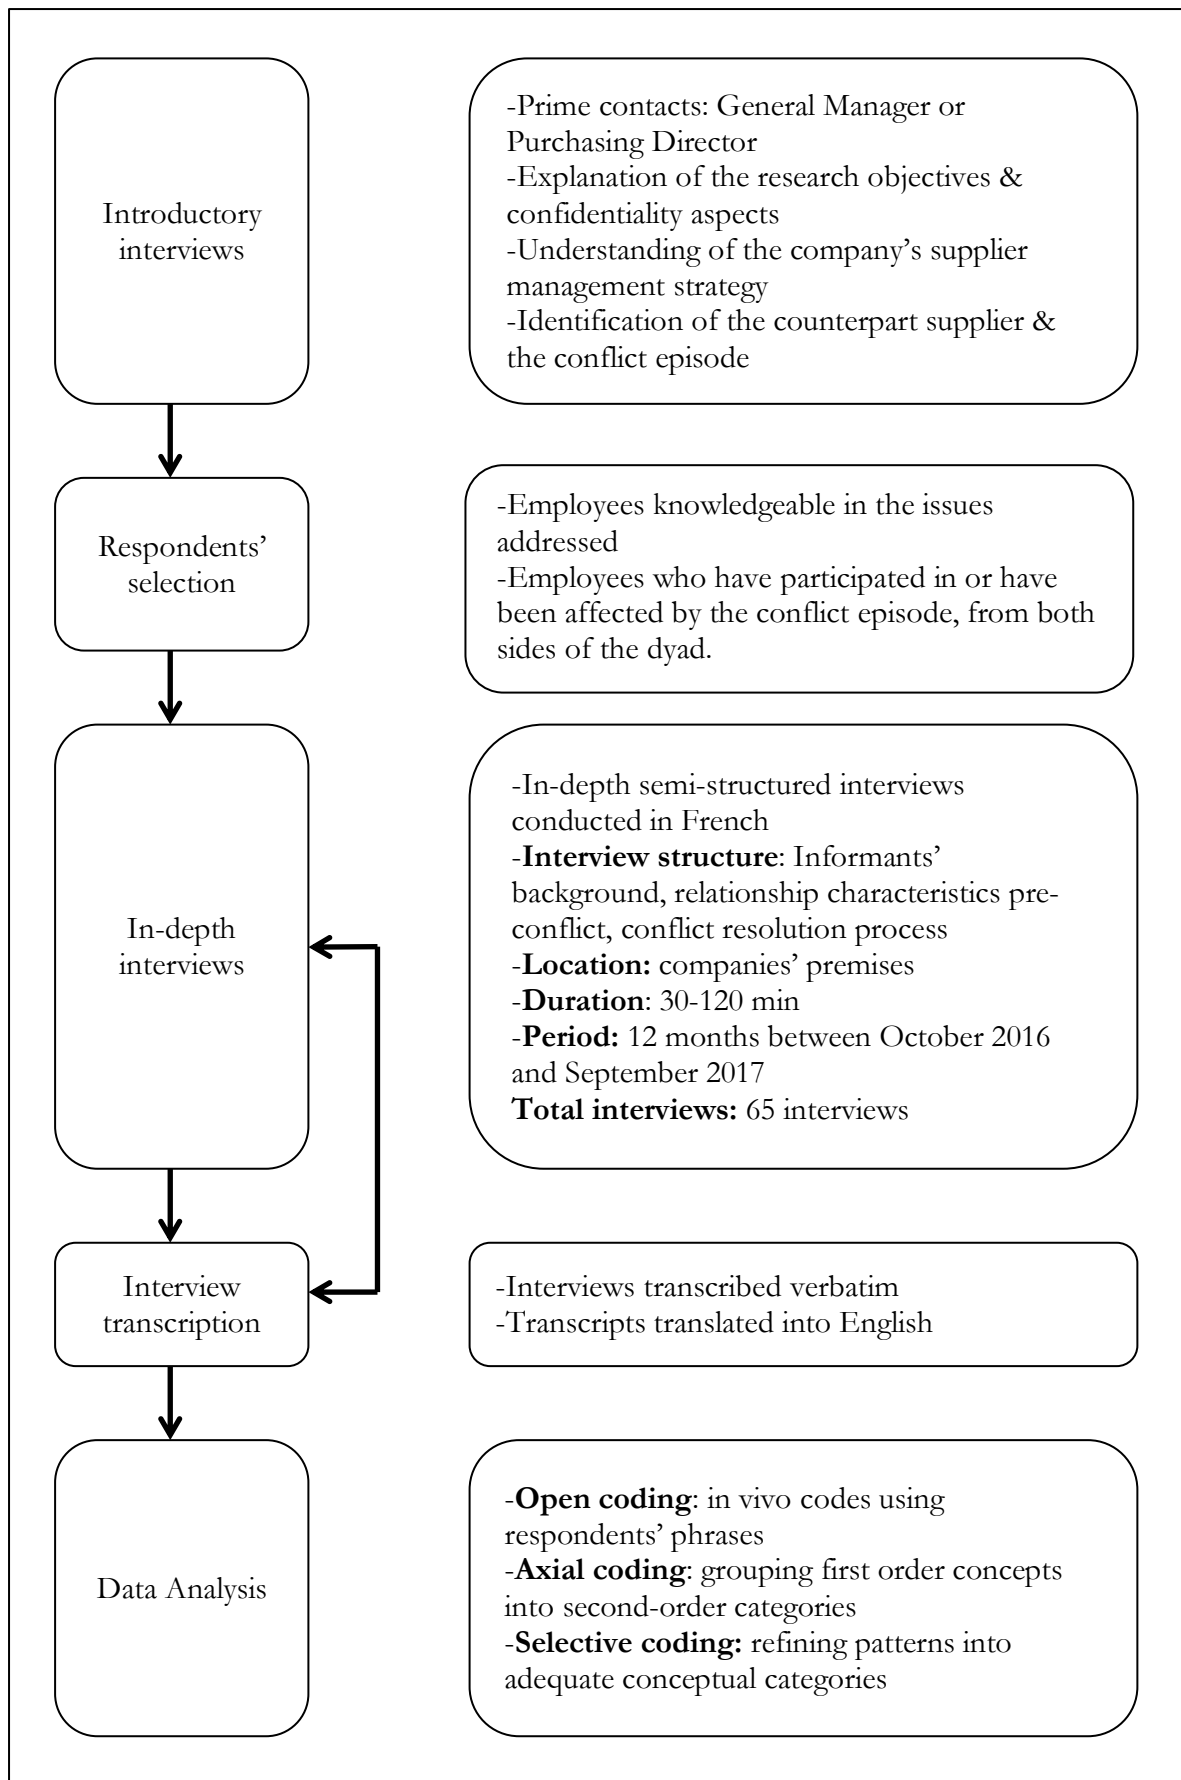 Introductory
interviews
-Prime contacts: General Manager or
Purchasing Director
-Explanation of the research objectives &
confidentiality aspects
-Understanding of the company’s supplier
management strategy
-Identification of the counterpart supplier &
the conflict episode
Respondents’
selection
-Employees knowledgeable in the issues
addressed
-Employees who have participated in or have
been affected by the conflict episode, from both
sides of the dyad.
In-depth
interviews
-In-depth semi-structured interviews
conducted in French
-Interview structure: Informants’
background, relationship characteristics pre-
conflict, conflict resolution process
-Location: companies’ premises
-Duration: 30-120 min
-Period: 12 months between October 2016
and September 2017
Total interviews: 65 interviews
Interview
transcription
-Interviews transcribed verbatim
-Transcripts translated into English
Data Analysis
-Open coding: in vivo codes using
respondents’ phrases
-Axial coding: grouping first order concepts
into second-order categories
-Selective coding: refining patterns into
adequate conceptual categories